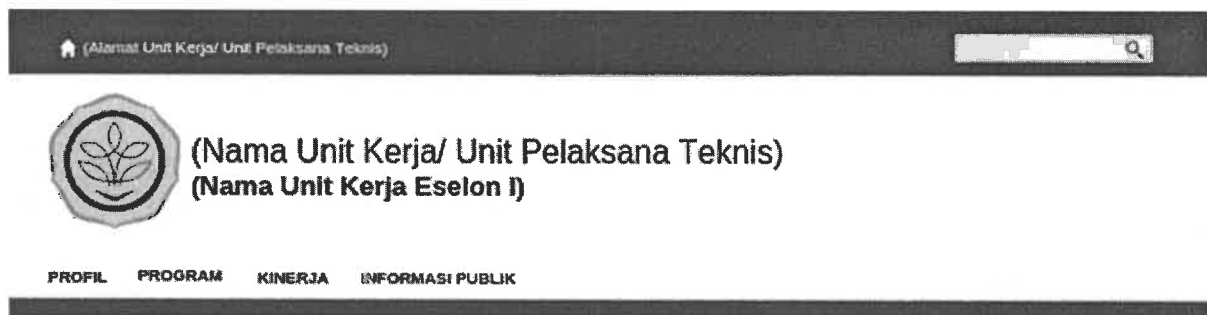 (Alamat Unit Kerja/ Unit Pelaksana Teknis)
(Nama Unit Kerja/ Unit Pelaksana Teknis)
(Nama Unit Kerja Eselon I)
PROFIL PROGRAM KINERJA INFORMASI PUBLIK